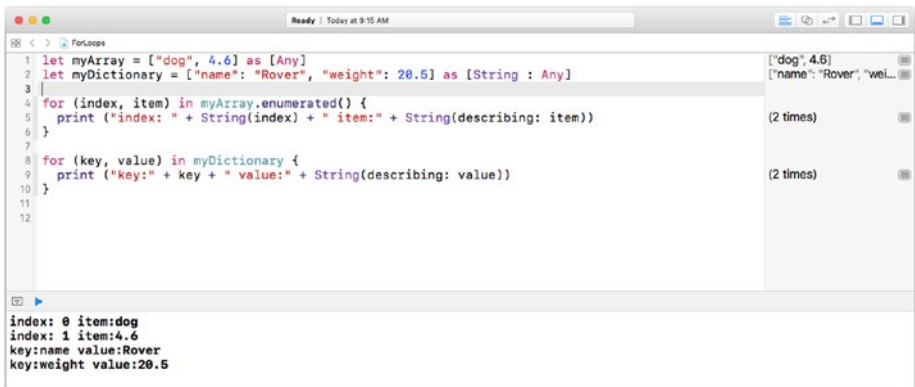 Ready | Today at 9:15 AM
ForLoops
1 let myArray = ["dog", 4.6] as [Any]
["dog", 4.6]
2 let myDictionary = ["name": "Rover", "weight": 20.5] as [String : Any]
["name": "Rover", "wei...
3
4 for (index, item) in myArray.enumerated() {
5   print ("index: " + String(index) + " item:" + String(describing: item))
(2 times)
6 }
7
8 for (key, value) in myDictionary {
9   print ("key:" + key + " value:" + String(describing: value))
(2 times)
10 }
11
12
index: 0 item:dog
index: 1 item:4.6
key:name value:Rover
key:weight value:20.5